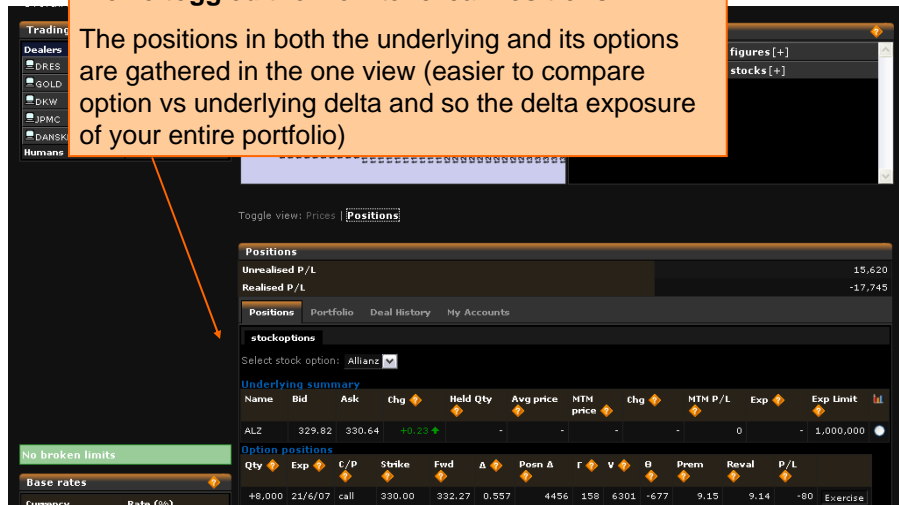 The positions in both the underlying and its options
are gathered in the one view (easier to compare
option vs underlying delta and so the delta exposure
of your entire portfolio)
Trading
Dealers
DRES
GOLD
DKW
JPMC
DANSK
Humans
figures[+]
stocks[+]
Toggle view: Prices | Positions
Positions
Unrealised P/L 15,620
Realised P/L -17,745
Positions Portfolio Deal History My Accounts
stockoptions
Select stock option: Allianz
Underlying summary
Name Bid Ask Chg Held Qty Avg price MTM price Chg MTM P/L Exp Exp Limit
ALZ 329.82 330.64 +0.23 - - - - 0 - 1,000,000
Option positions
Qty Exp C/P Strike Fwd Δ Posn Δ Γ V Θ Prem Reval P/L
+8,000 21/6/07 call 330.00 332.27 0.557 4456 158 6301 -677 9.15 9.14 -80 Exercise
No broken limits
Base rates
Currency Rate (%)